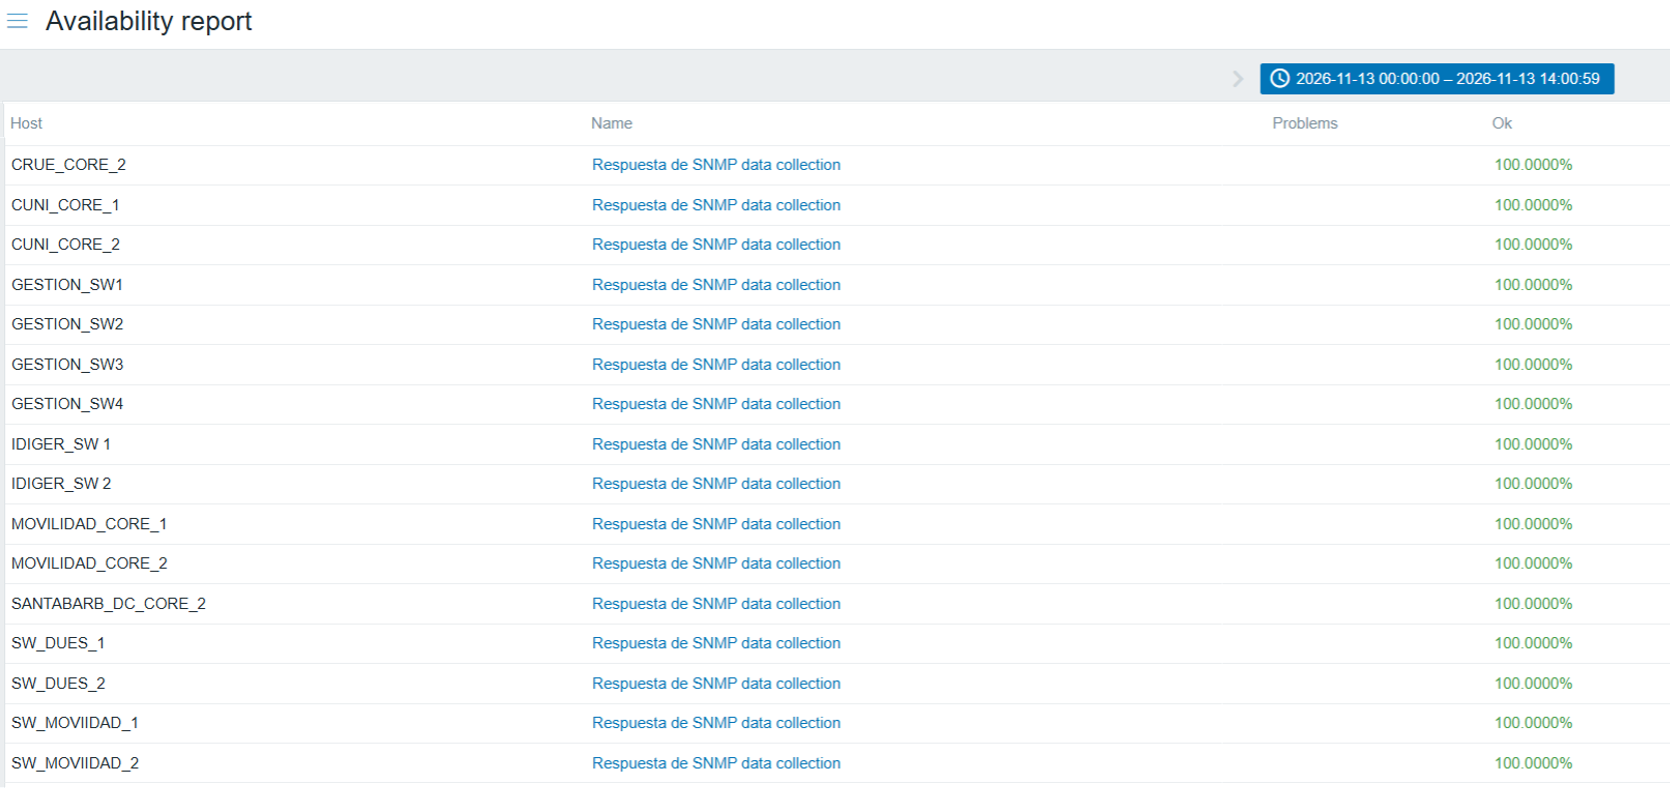 Availability report
2026-11-13 00:00:00 – 2026-11-13 14:00:59
Host Name Problems Ok
CRUE_CORE_2 Respuesta de SNMP data collection 100.0000%
CUNI_CORE_1 Respuesta de SNMP data collection 100.0000%
CUNI_CORE_2 Respuesta de SNMP data collection 100.0000%
GESTION_SW1 Respuesta de SNMP data collection 100.0000%
GESTION_SW2 Respuesta de SNMP data collection 100.0000%
GESTION_SW3 Respuesta de SNMP data collection 100.0000%
GESTION_SW4 Respuesta de SNMP data collection 100.0000%
IDIGER_SW 1 Respuesta de SNMP data collection 100.0000%
IDIGER_SW 2 Respuesta de SNMP data collection 100.0000%
MOVILIDAD_CORE_1 Respuesta de SNMP data collection 100.0000%
MOVILIDAD_CORE_2 Respuesta de SNMP data collection 100.0000%
SANTABARB_DC_CORE_2 Respuesta de SNMP data collection 100.0000%
SW_DUES_1 Respuesta de SNMP data collection 100.0000%
SW_DUES_2 Respuesta de SNMP data collection 100.0000%
SW_MOVIIDAD_1 Respuesta de SNMP data collection 100.0000%
SW_MOVIIDAD_2 Respuesta de SNMP data collection 100.0000%